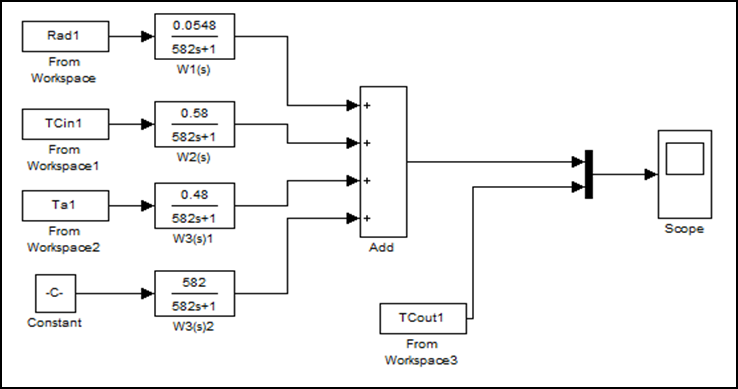 Rad1
From
Workspace
0.0548
582s+1
W1(s)
TCin1
From
Workspace1
0.58
582s+1
W2(s)
Ta1
From
Workspace2
0.48
582s+1
W3(s)1
-C-
Constant
582
582s+1
W3(s)2
+
+
+
+
Add
TCout1
From
Workspace3
Scope